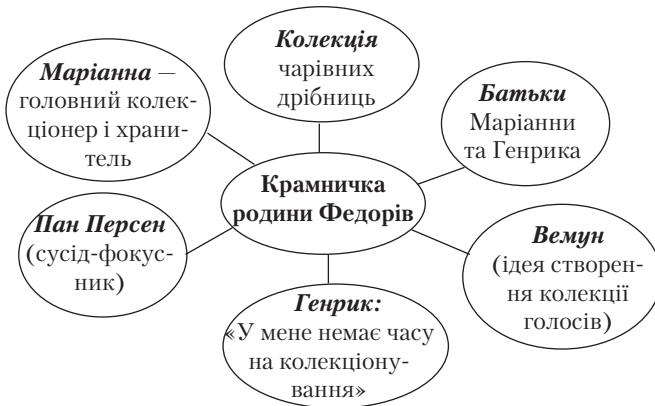 Колекція
чарівних
дрібниць
Маріанна —
головний колек-
ціонер і храни-
тель
Батьки
Маріанни
та Генрика
Крамничка
родини Федорів
Пан Персен
(сусід-фокус-
ник)
Вемун
(ідея створен-
ня колекції
голосів)
Генрик:
«У мене немає часу
на колекціону-
вання»